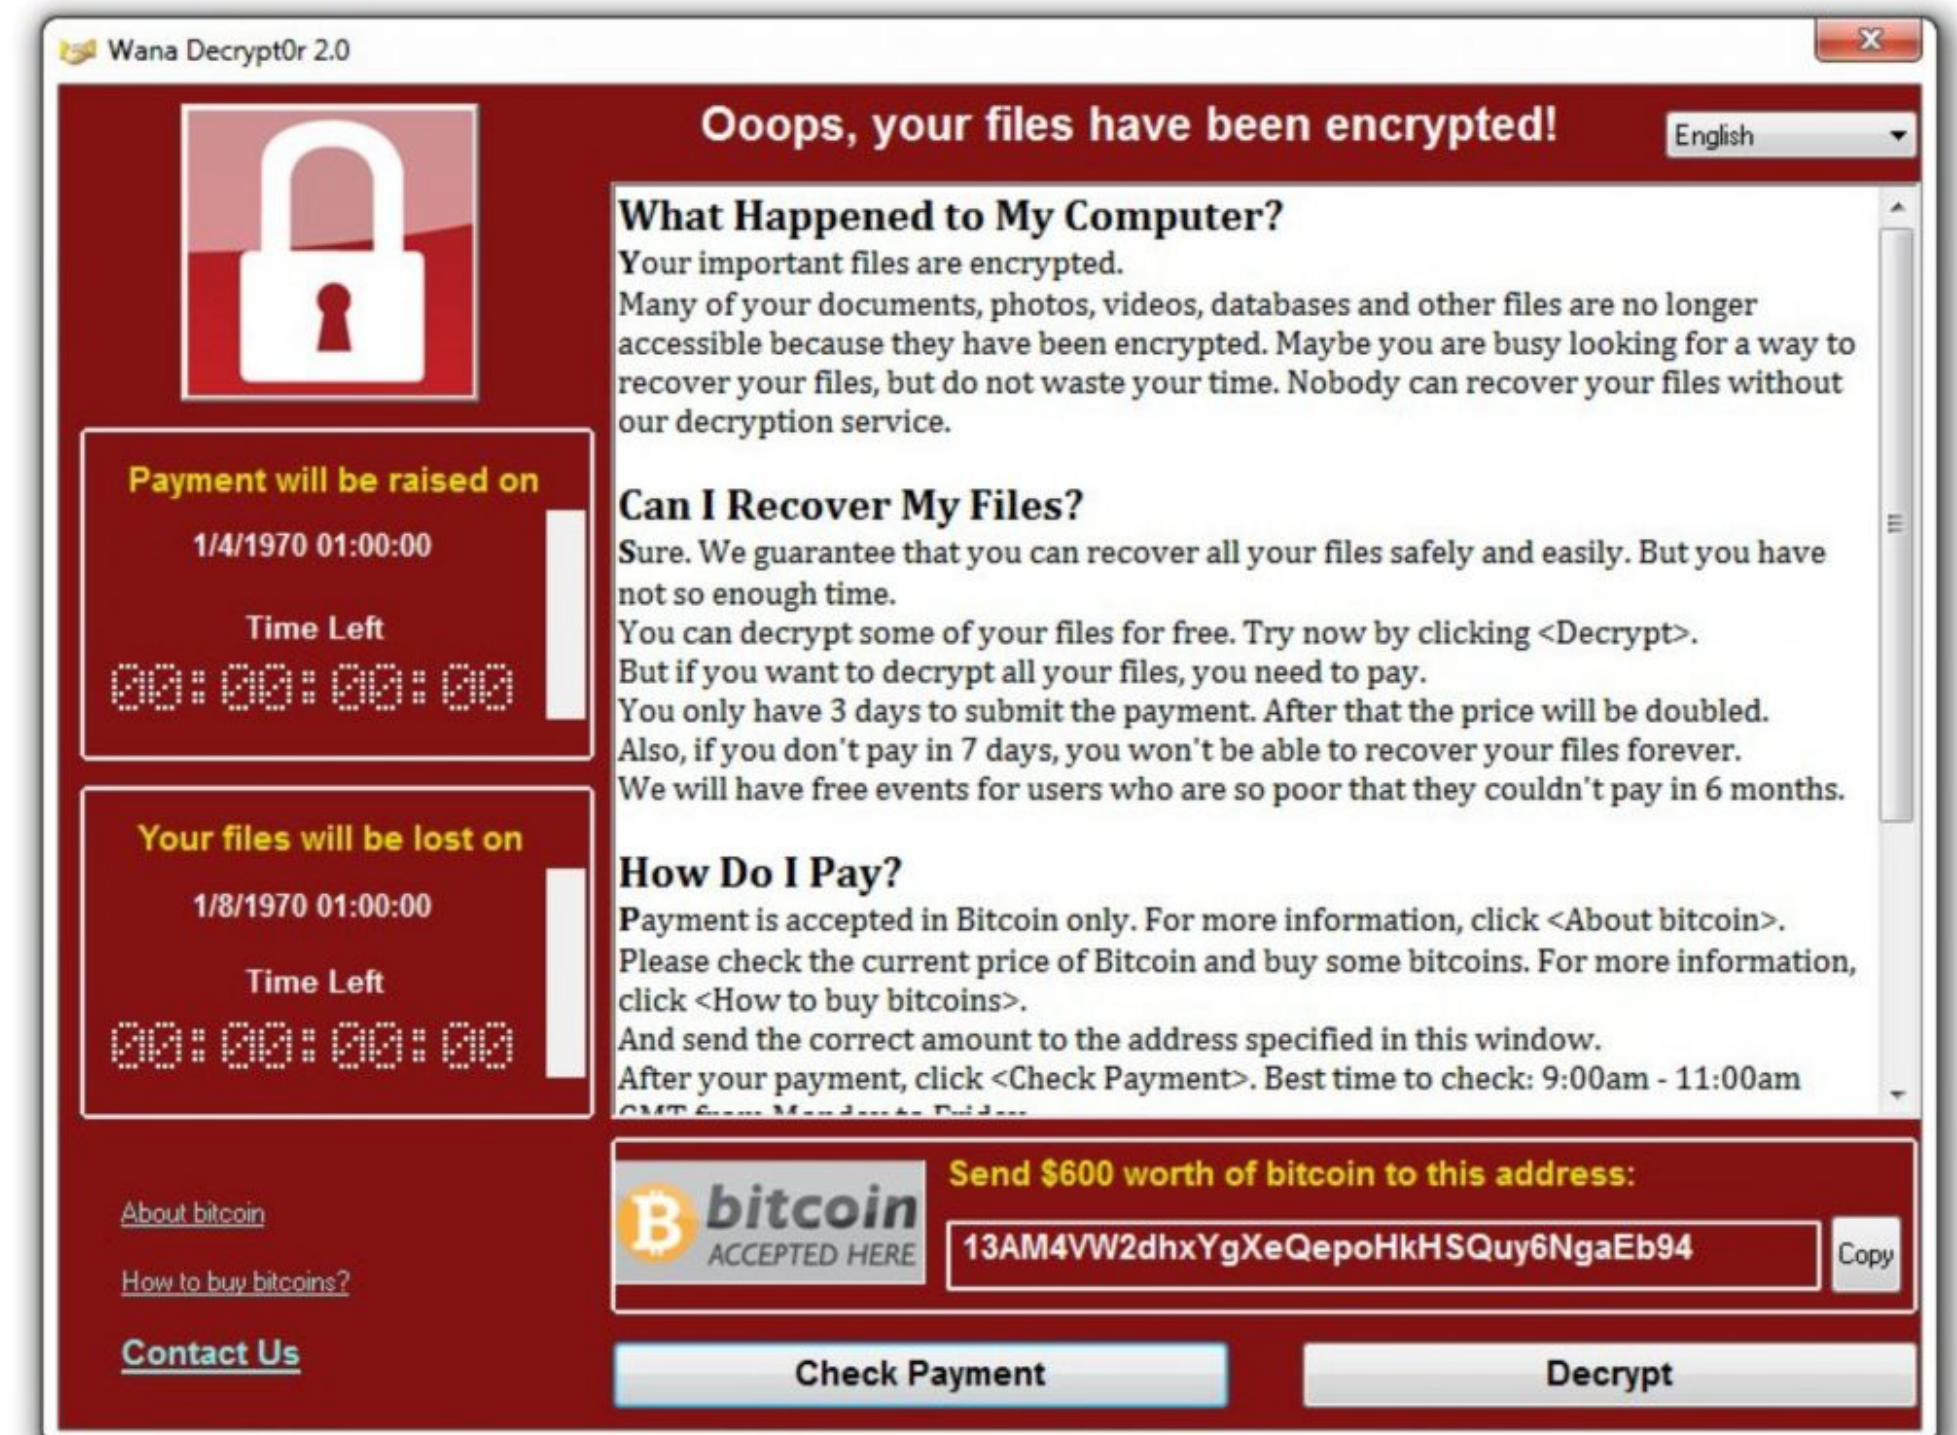 Wana Decrypt0r 2.0
Ooops, your files have been encrypted!
English
Payment will be raised on
1/4/1970 01:00:00
Time Left
00:00:00:00
Your files will be lost on
1/8/1970 01:00:00
Time Left
00:00:00:00
About bitcoin
How to buy bitcoins?
Contact Us
What Happened to My Computer?
Your important files are encrypted.
Many of your documents, photos, videos, databases and other files are no longer
accessible because they have been encrypted. Maybe you are busy looking for a way to
recover your files, but do not waste your time. Nobody can recover your files without
our decryption service.
Can I Recover My Files?
Sure. We guarantee that you can recover all your files safely and easily. But you have
not so enough time.
You can decrypt some of your files for free. Try now by clicking <Decrypt>.
But if you want to decrypt all your files, you need to pay.
You only have 3 days to submit the payment. After that the price will be doubled.
Also, if you don't pay in 7 days, you won't be able to recover your files forever.
We will have free events for users who are so poor that they couldn't pay in 6 months.
How Do I Pay?
Payment is accepted in Bitcoin only. For more information, click <About bitcoin>.
Please check the current price of Bitcoin and buy some bitcoins. For more information,
click <How to buy bitcoins>.
And send the correct amount to the address specified in this window.
After your payment, click <Check Payment>. Best time to check: 9:00am - 11:00am
GMT from Monday to Friday
bitcoin
ACCEPTED HERE
Send $600 worth of bitcoin to this address:
13AM4VW2dhxYgXeQepoHkHSQuy6NgaEb94
Copy
Check Payment
Decrypt